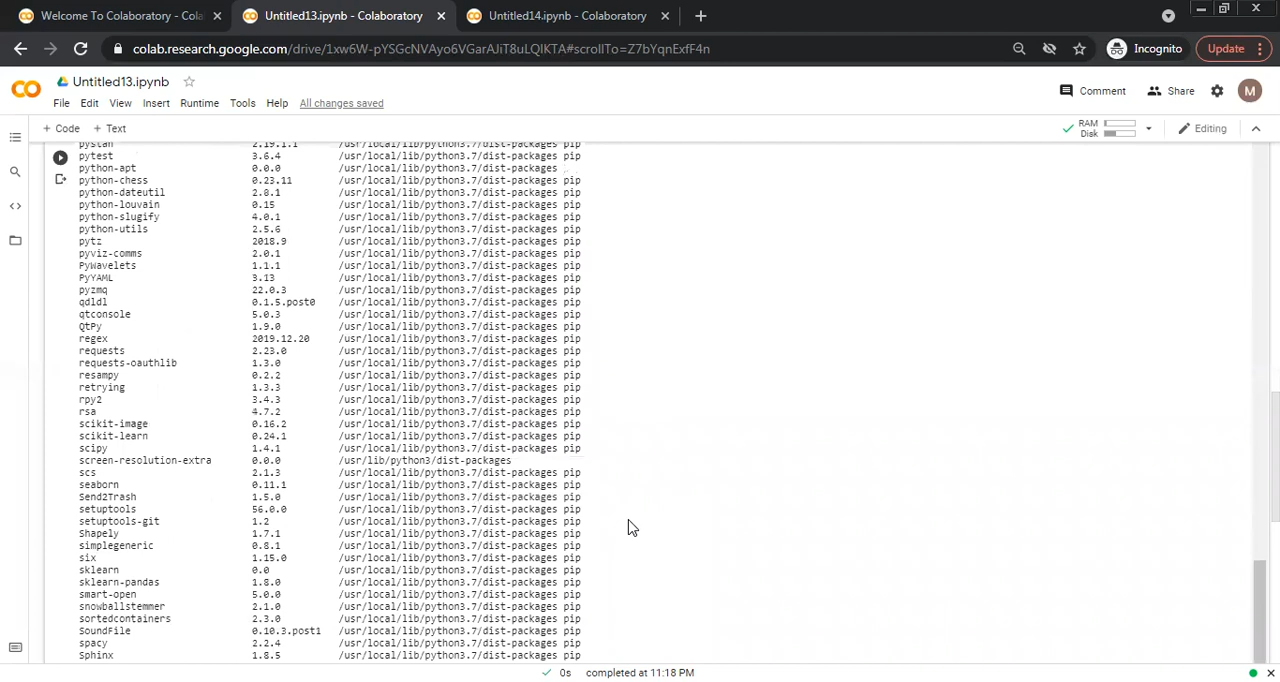 Welcome To Colaboratory - Colab
Untitled13.ipynb - Colaboratory
Untitled14.ipynb - Colaboratory
colab.research.google.com/drive/1xw6W-pYSGcNVAyo6VGarAJiT8uLQIKTA#scrollTo=Z7bYqnExfF4n
Incognito
Update
Untitled13.ipynb
File Edit View Insert Runtime Tools Help All changes saved
Comment Share M
+ Code + Text
RAM
Disk
Editing
pystan 2.19.1.1 /usr/local/lib/python3.7/dist-packages pip
pytest 3.6.4 /usr/local/lib/python3.7/dist-packages pip
python-apt 0.0.0 /usr/local/lib/python3.7/dist-packages
python-chess 0.23.11 /usr/local/lib/python3.7/dist-packages pip
python-dateutil 2.8.1 /usr/local/lib/python3.7/dist-packages pip
python-louvain 0.15 /usr/local/lib/python3.7/dist-packages pip
python-slugify 4.0.1 /usr/local/lib/python3.7/dist-packages pip
python-utils 2.5.6 /usr/local/lib/python3.7/dist-packages pip
pytz 2018.9 /usr/local/lib/python3.7/dist-packages pip
pyviz-comms 2.0.1 /usr/local/lib/python3.7/dist-packages pip
PyWavelets 1.1.1 /usr/local/lib/python3.7/dist-packages pip
PyYAML 3.13 /usr/local/lib/python3.7/dist-packages pip
pyzmq 22.0.3 /usr/local/lib/python3.7/dist-packages pip
qdldl 0.1.5.post0 /usr/local/lib/python3.7/dist-packages pip
qtconsole 5.0.3 /usr/local/lib/python3.7/dist-packages pip
QtPy 1.9.0 /usr/local/lib/python3.7/dist-packages pip
regex 2019.12.20 /usr/local/lib/python3.7/dist-packages pip
requests 2.23.0 /usr/local/lib/python3.7/dist-packages pip
requests-oauthlib 1.3.0 /usr/local/lib/python3.7/dist-packages pip
resampy 0.2.2 /usr/local/lib/python3.7/dist-packages pip
retrying 1.3.3 /usr/local/lib/python3.7/dist-packages pip
rpy2 3.4.3 /usr/local/lib/python3.7/dist-packages pip
rsa 4.7.2 /usr/local/lib/python3.7/dist-packages pip
scikit-image 0.16.2 /usr/local/lib/python3.7/dist-packages pip
scikit-learn 0.24.1 /usr/local/lib/python3.7/dist-packages pip
scipy 1.4.1 /usr/local/lib/python3.7/dist-packages pip
screen-resolution-extra 0.0.0 /usr/lib/python3/dist-packages
scs 2.1.3 /usr/local/lib/python3.7/dist-packages pip
seaborn 0.11.1 /usr/local/lib/python3.7/dist-packages pip
Send2Trash 1.5.0 /usr/local/lib/python3.7/dist-packages pip
setuptools 56.0.0 /usr/local/lib/python3.7/dist-packages pip
setuptools-git 1.2 /usr/local/lib/python3.7/dist-packages pip
Shapely 1.7.1 /usr/local/lib/python3.7/dist-packages pip
simplegeneric 0.8.1 /usr/local/lib/python3.7/dist-packages pip
six 1.15.0 /usr/local/lib/python3.7/dist-packages pip
sklearn 0.0 /usr/local/lib/python3.7/dist-packages pip
sklearn-pandas 1.8.0 /usr/local/lib/python3.7/dist-packages pip
smart-open 5.0.0 /usr/local/lib/python3.7/dist-packages pip
snowballstemmer 2.1.0 /usr/local/lib/python3.7/dist-packages pip
sortedcontainers 2.3.0 /usr/local/lib/python3.7/dist-packages pip
SoundFile 0.10.3.post1 /usr/local/lib/python3.7/dist-packages pip
spacy 2.2.4 /usr/local/lib/python3.7/dist-packages pip
Sphinx 1.8.5 /usr/local/lib/python3.7/dist-packages pip
0s completed at 11:18 PM